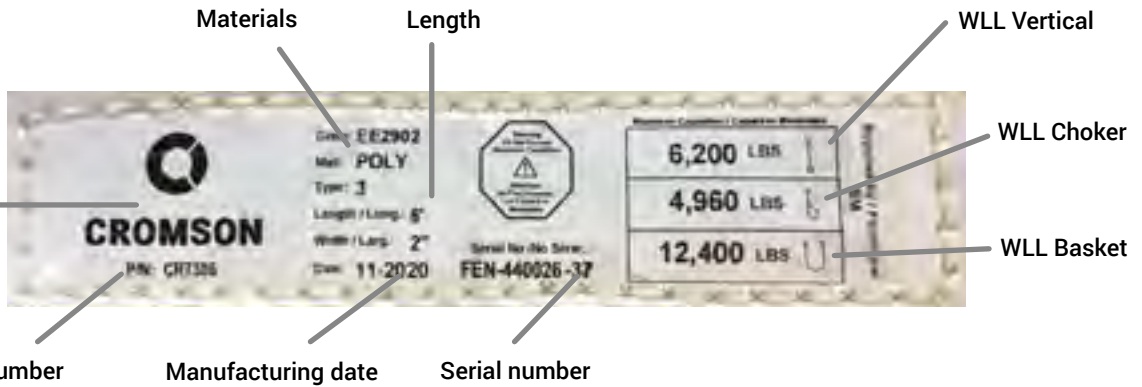 Materials
Length
WLL Vertical
EE2902
Mat: POLY
Type: 3
Length / Long.: 6'
Width / Larg. 2"
Date: 11-2020
CROMSON
P/N: CR7386
Serial No /No Série.:
FEN-440026-37
6,200 LBS
4,960 LBS
12,400 LBS
WLL Choker
WLL Basket
umber
Manufacturing date
Serial number